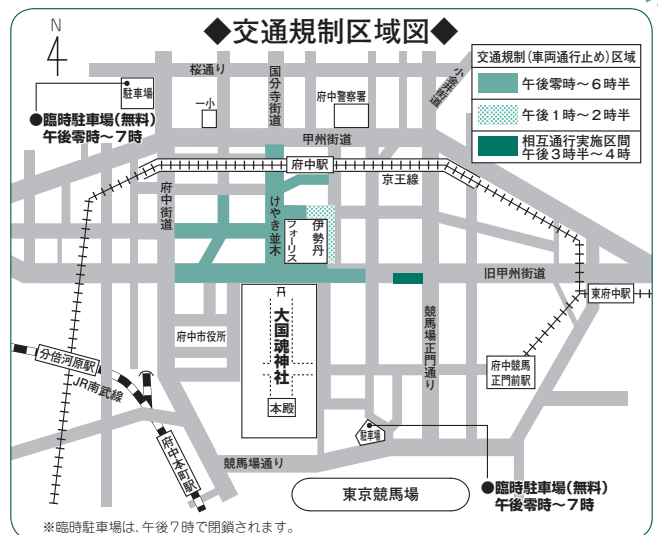 ◆交通規制区域図◆
N
交通規制(車両通行止め)区域
午後零時〜6時半
午後1時〜2時半
相互通行実施区間
午後3時半〜4時
桜通り
国分寺街道
小金井街道
駐車場
●臨時駐車場(無料)
午後零時〜7時
一小
府中警察署
甲州街道
府中駅
京王線
府中街道
けやき並木
伊勢丹
フォーリス
旧甲州街道
東府中駅
大国魂神社
本殿
府中市役所
競馬場正門通り
府中競馬
正門前駅
分倍河原駅
JR南武線
府中本町駅
駐車場
競馬場通り
東京競馬場
●臨時駐車場(無料)
午後零時〜7時
※臨時駐車場は、午後7時で閉鎖されます。